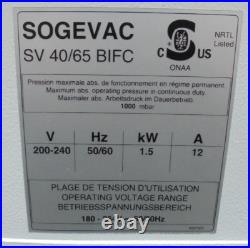 SOGEVAC
SV 40/65 BIFC
C US
NRTL
Listed
ONAA
Pression maximale abs. de fonctionnement en régime permanent
Maximum abs. operating pressure in continuous duty.
Maximaler abs. Arbeitsdruck im Dauerbetrieb
1000 mbar
V Hz kW A
200-240 50/60 1.5 12
PLAGE DE TENSION D'UTILISATION
OPERATING VOLTAGE RANGE
BETRIEBSSPANNUNGSBEREICH
180 -